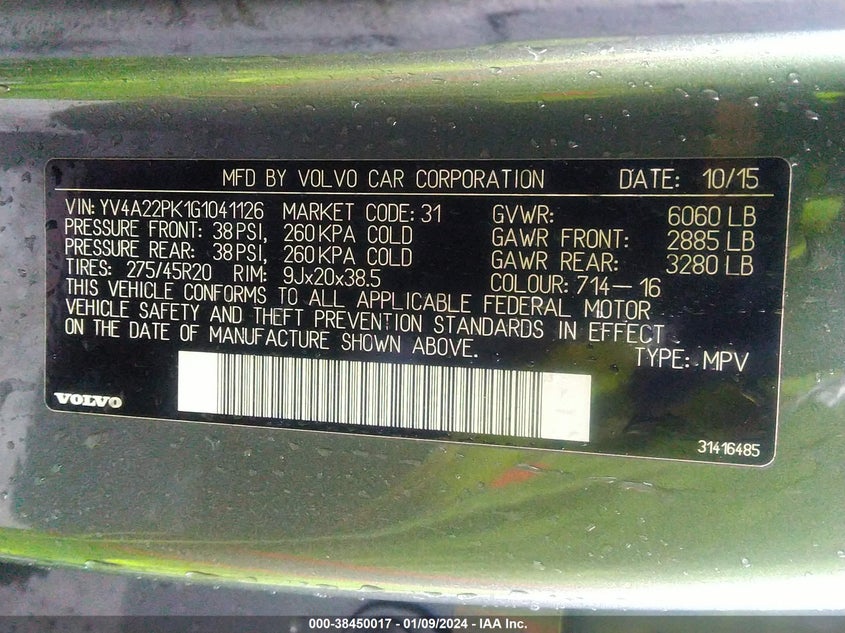 MFD BY VOLVO CAR CORPORATION DATE: 10/15
VIN: YV4A22PK1G1041126 MARKET CODE: 31 GVWR: 6060 LB
PRESSURE FRONT: 38 PSI, 260 KPA COLD GAWR FRONT: 2885 LB
PRESSURE REAR: 38 PSI, 260 KPA COLD GAWR REAR: 3280 LB
TIRES: 275/45R20 RIM: 9Jx20x38.5 COLOUR: 714-16
THIS VEHICLE CONFORMS TO ALL APPLICABLE FEDERAL MOTOR
VEHICLE SAFETY AND THEFT PREVENTION STANDARDS IN EFFECT
ON THE DATE OF MANUFACTURE SHOWN ABOVE. TYPE: MPV
VOLVO
31416485
000-38450017 - 01/09/2024 - IAA Inc.